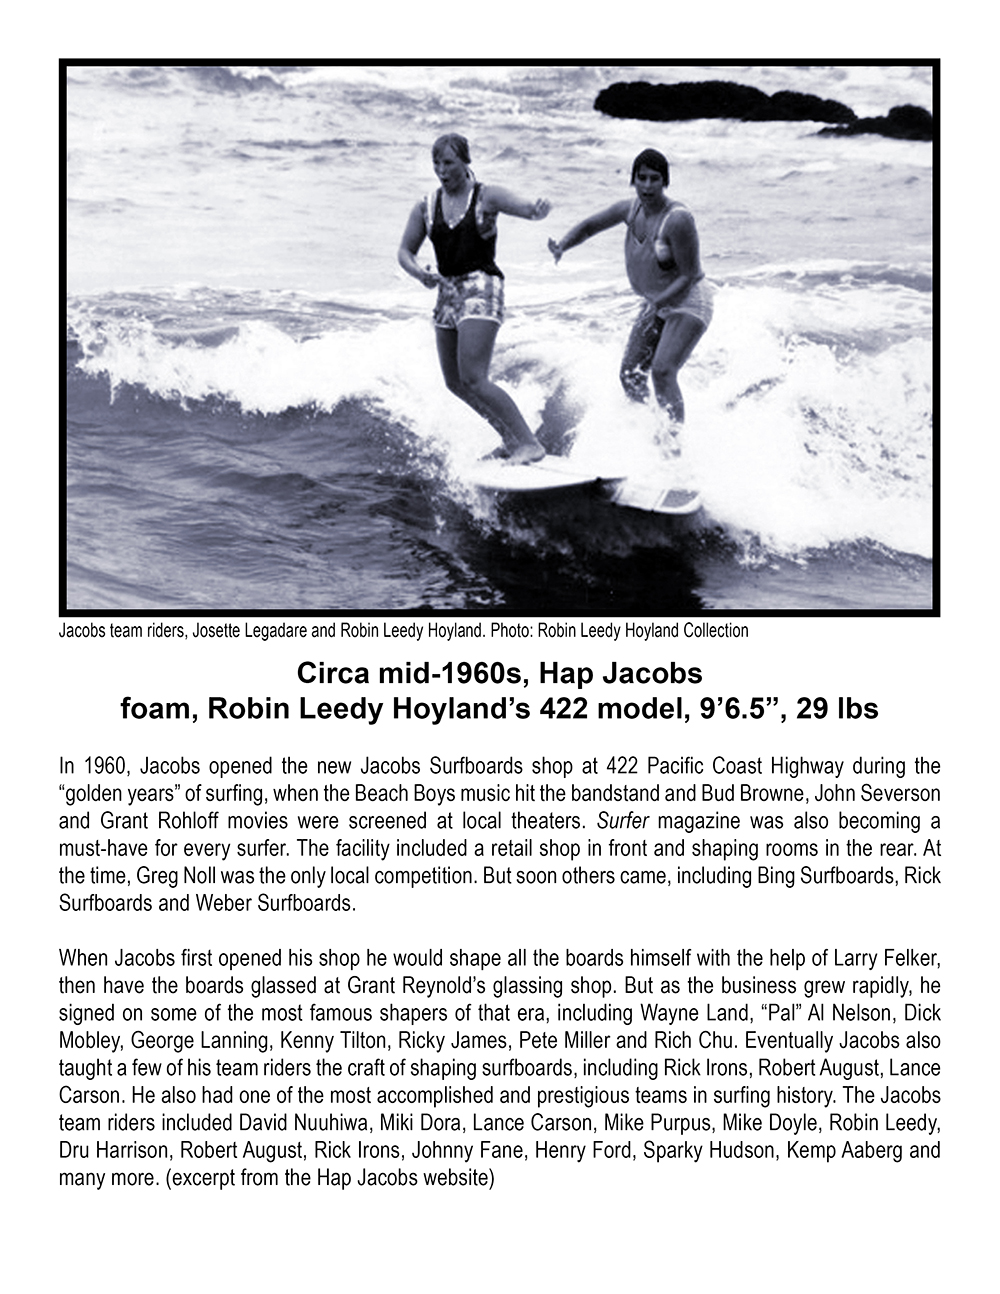 Jacobs team riders, Josette Legadare and Robin Leedy Hoyland. Photo: Robin Leedy Hoyland Collection
Circa mid-1960s, Hap Jacobs
foam, Robin Leedy Hoyland’s 422 model, 9’6.5”, 29 lbs
In 1960, Jacobs opened the new Jacobs Surfboards shop at 422 Pacific Coast Highway during the
“golden years” of surfing, when the Beach Boys music hit the bandstand and Bud Browne, John Severson
and Grant Rohloff movies were screened at local theaters. Surfer magazine was also becoming a
must-have for every surfer. The facility included a retail shop in front and shaping rooms in the rear. At
the time, Greg Noll was the only local competition. But soon others came, including Bing Surfboards, Rick
Surfboards and Weber Surfboards.
When Jacobs first opened his shop he would shape all the boards himself with the help of Larry Felker,
then have the boards glassed at Grant Reynold’s glassing shop. But as the business grew rapidly, he
signed on some of the most famous shapers of that era, including Wayne Land, “Pal” Al Nelson, Dick
Mobley, George Lanning, Kenny Tilton, Ricky James, Pete Miller and Rich Chu. Eventually Jacobs also
taught a few of his team riders the craft of shaping surfboards, including Rick Irons, Robert August, Lance
Carson. He also had one of the most accomplished and prestigious teams in surfing history. The Jacobs
team riders included David Nuuhiwa, Miki Dora, Lance Carson, Mike Purpus, Mike Doyle, Robin Leedy,
Dru Harrison, Robert August, Rick Irons, Johnny Fane, Henry Ford, Sparky Hudson, Kemp Aaberg and
many more. (excerpt from the Hap Jacobs website)